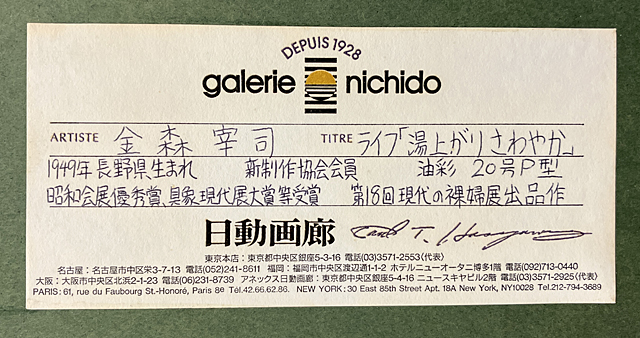 DEPUIS 1928
galerie nichido
ARTISTE 金森宰司 TITRE ライフ「湯上がりさわやか」
1949年長野県生まれ 新制作協会会員 油彩 20号P型
昭和会展優秀賞、具象現代展大賞等受賞 第18回現代の裸婦展出品作
日動画廊
東京本店：東京都中央区銀座5-3-16 電話(03)3571-2553〈代表〉
名古屋：名古屋市中区栄3-7-13 電話(052)241-8611 福岡：福岡市中央区渡辺通1-1-2 ホテルニューオータニ博多1階 電話(092)713-0440
大阪：大阪市中央区北浜2-1-23 電話(06)231-8739 アネックス日動画廊：東京都中央区銀座5-4-16 ニュースキヤビル2階 電話(03)3571-2925〈代表〉
PARIS: 61, rue du Faubourg St.-Honoré, Paris 8e Tél.42.66.62.86. NEW YORK: 30 East 85th Street Apt. 18A New York, NY10028 Tel.212-794-3689